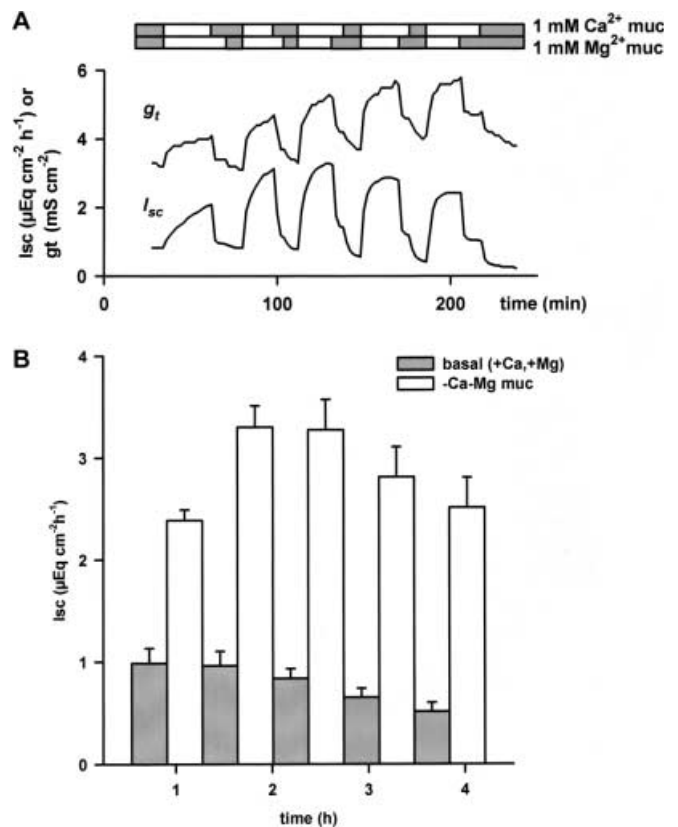 A
1 mM Ca2+ muc
1 mM Mg2+muc
Isc (µEq cm-2 h-1) or
gt (mS cm-2)
6
4
2
0
gt
Isc
0
100
200
time (min)
B
basal (+Ca,+Mg)
-Ca-Mg muc
Isc (µEq cm-2h-1)
4
3
2
1
0
1
2
3
4
time (h)